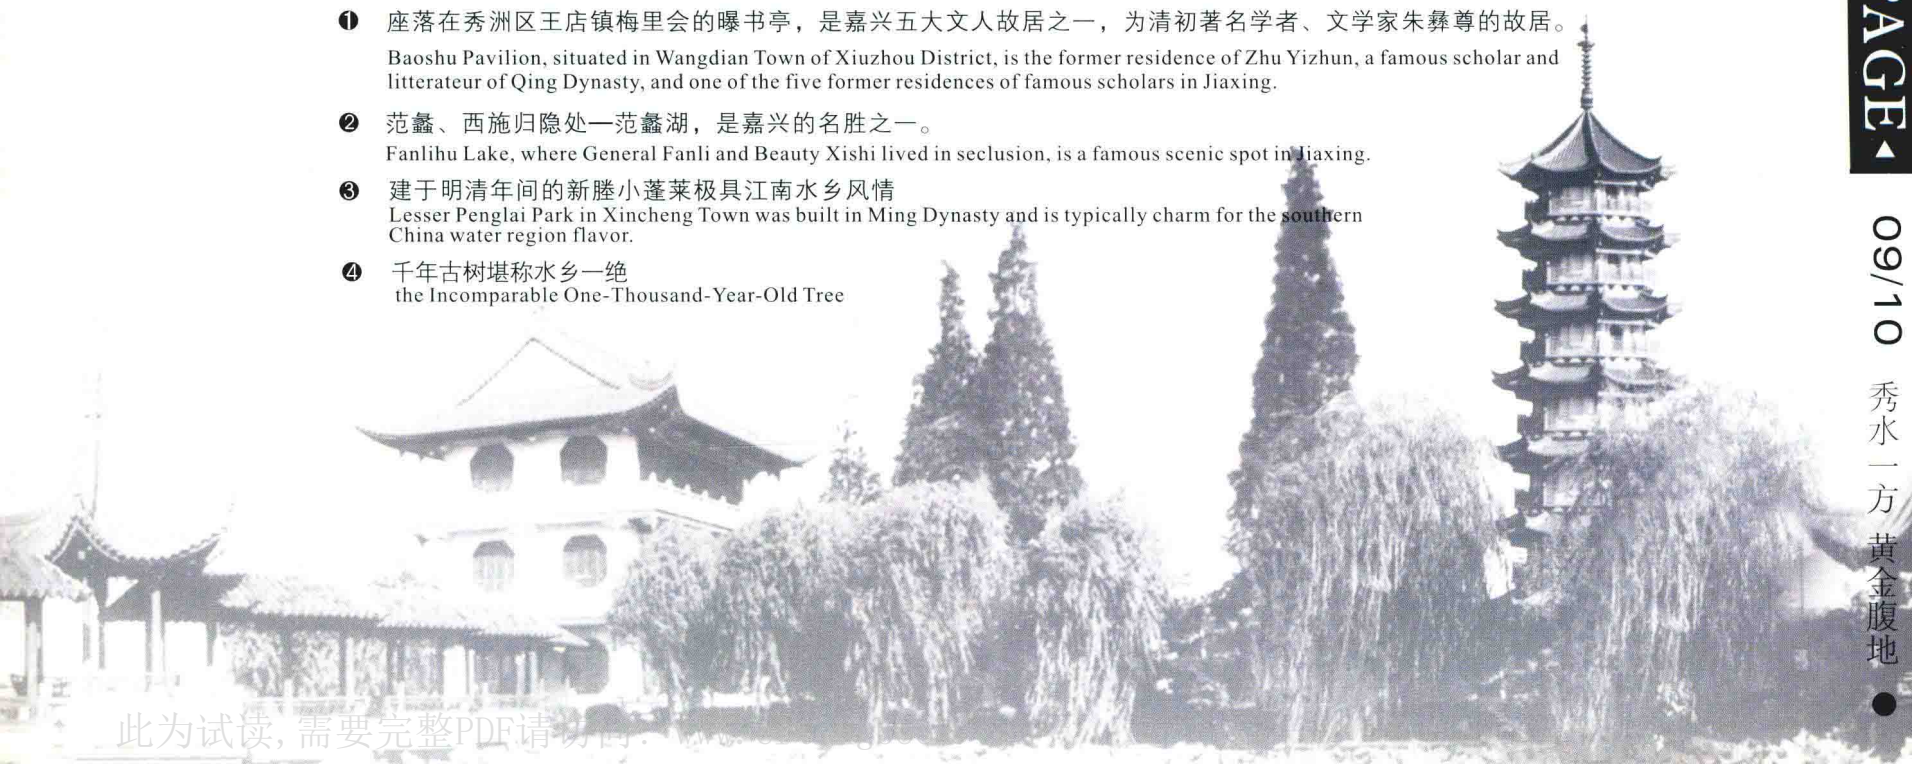 ❶ 座落在秀洲区王店镇梅里会的曝书亭，是嘉兴五大文人故居之一，为清初著名学者、文学家朱彝尊的故居。
Baoshu Pavilion, situated in Wangdian Town of Xiuzhou District, is the former residence of Zhu Yizhun, a famous scholar and
litterateur of Qing Dynasty, and one of the five former residences of famous scholars in Jiaxing.
❷ 范蠡、西施归隐处—范蠡湖，是嘉兴的名胜之一。
Fanlihu Lake, where General Fanli and Beauty Xishi lived in seclusion, is a famous scenic spot in Jiaxing.
❸ 建于明清年间的新塍小蓬莱极具江南水乡风情
Lesser Penglai Park in Xincheng Town was built in Ming Dynasty and is typically charm for the southern
China water region flavor.
❹ 千年古树堪称水乡一绝
the Incomparable One-Thousand-Year-Old Tree
PAGE
09/10
秀水一方 黄金腹地
此为试读,需要完整PDF请访问: